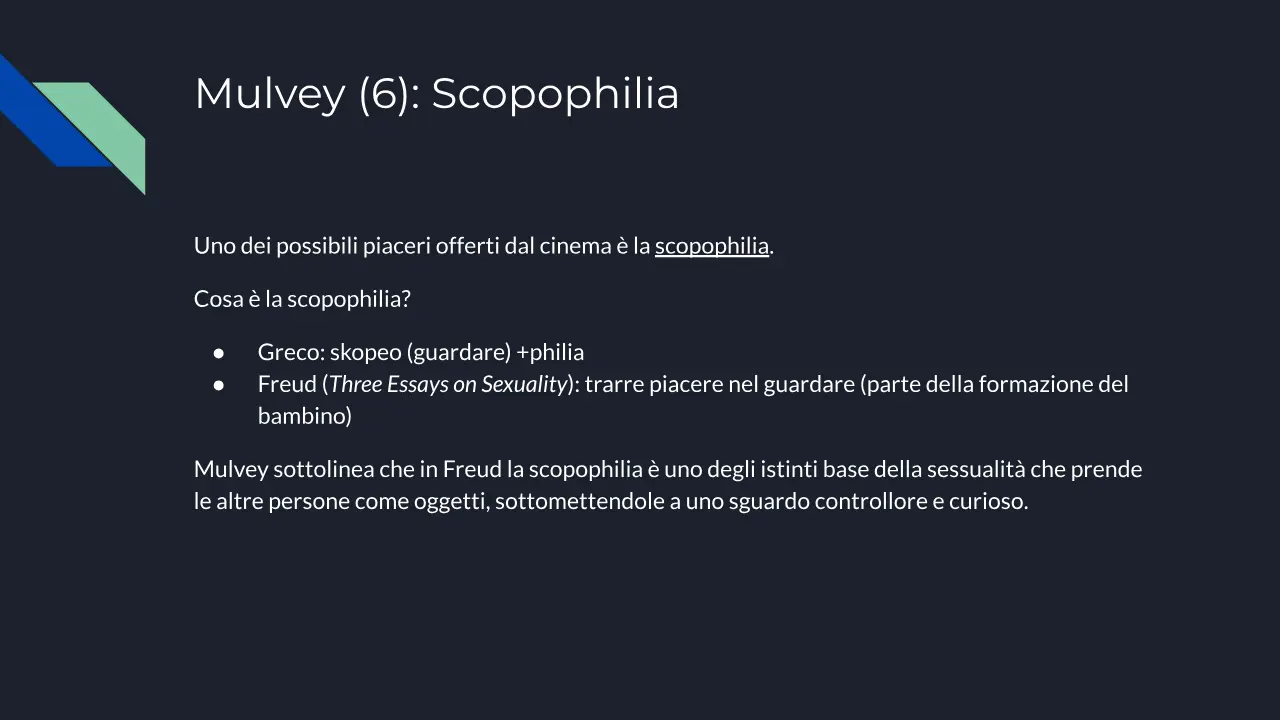 Mulvey (6): Scopophilia
Uno dei possibili piaceri offerti dal cinema è la scopophilia.
Cosa è la scopophilia?
● Greco: skopeo (guardare) +philia
● Freud (Three Essays on Sexuality): trarre piacere nel guardare (parte della formazione del
bambino)
Mulvey sottolinea che in Freud la scopophilia è uno degli istinti base della sessualità che prende
le altre persone come oggetti, sottomettendole a uno sguardo controllore e curioso.